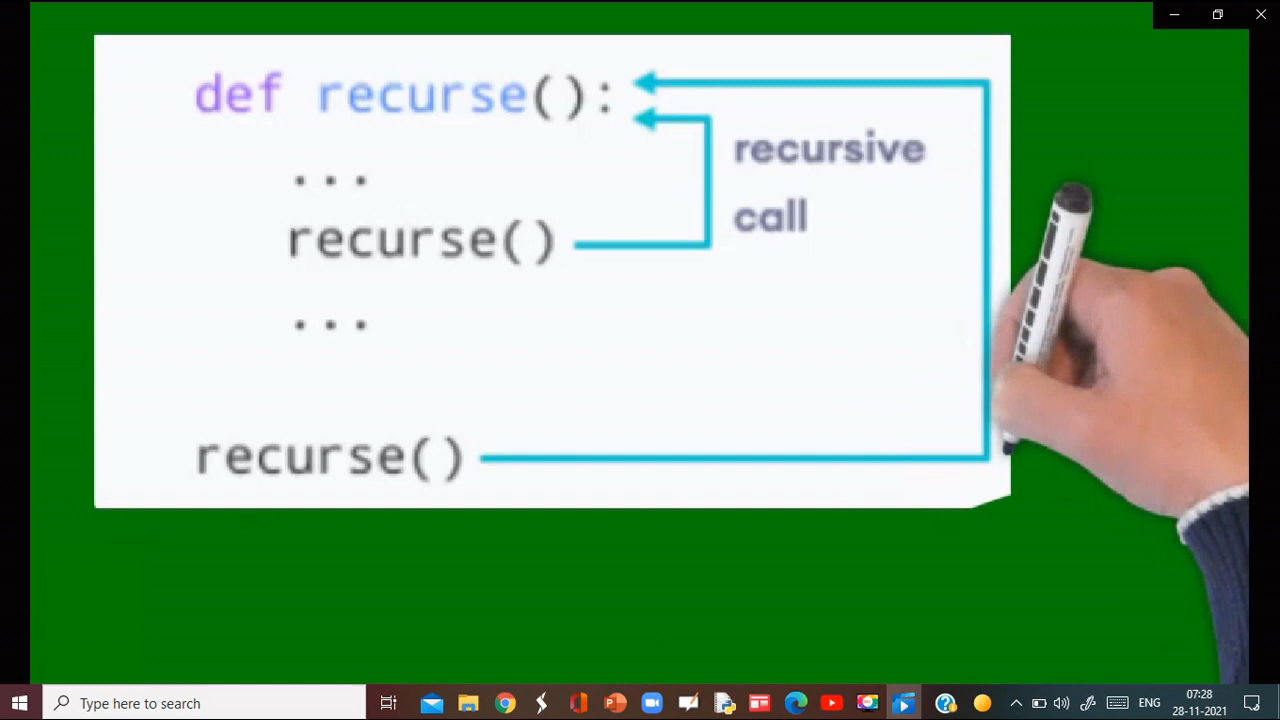 def recurse():
...
recurse()
...
recurse()
recursive
call
Type here to search
ENG
07:28
28-11-2021